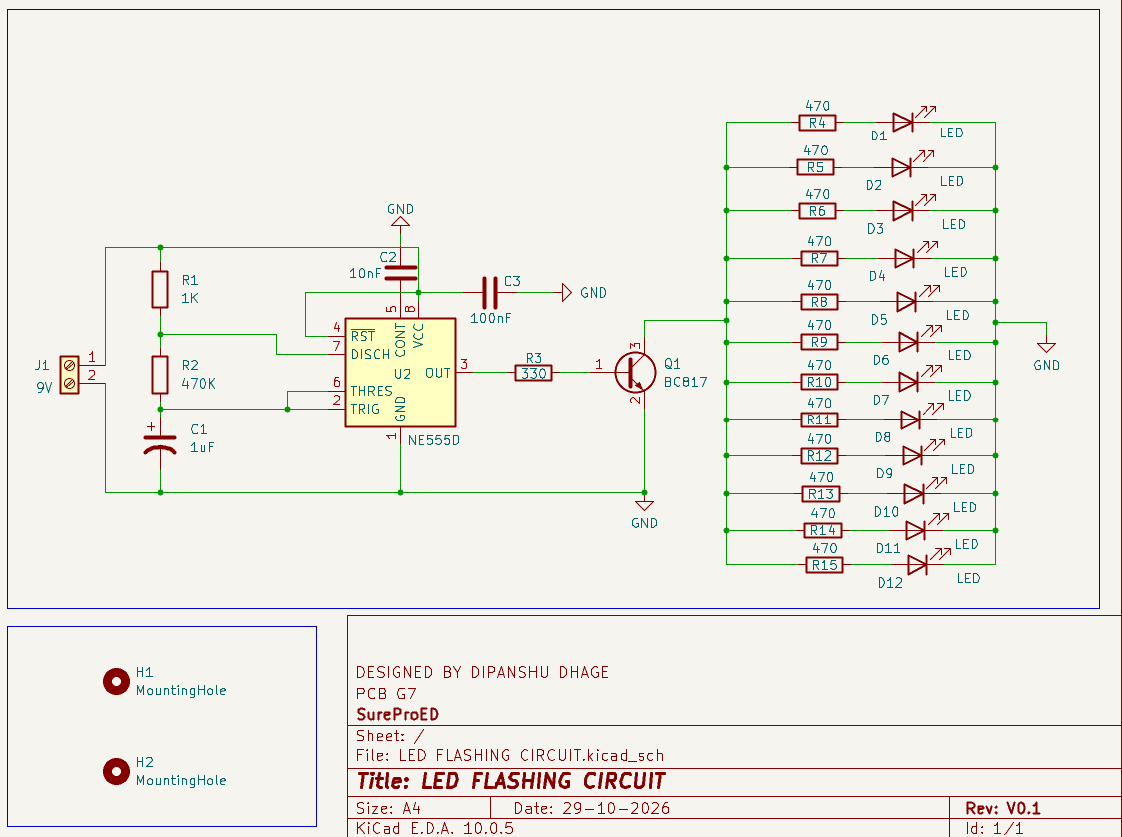 470
R4
D1
LED
470
R5
D2
LED
470
R6
D3
LED
470
R7
D4
LED
470
R8
D5
LED
470
R9
D6
LED
470
R10
D7
LED
470
R11
D8
LED
470
R12
D9
LED
470
R13
D10
LED
470
R14
D11
LED
470
R15
D12
LED
GND
GND
C2
10nF
C3
100nF
GND
R1
1K
R2
470K
C1
+
1uF
J1
9V
1
2
4
RST
7
DISCH
6
THRES
2
TRIG
5
CONT
8
VCC
U2
OUT
3
GND
1
NE555D
R3
330
1
3
2
Q1
BC817
GND
H1
MountingHole
H2
MountingHole
DESIGNED BY DIPANSHU DHAGE
PCB G7
SureProED
Sheet: /
File: LED FLASHING CIRCUIT.kicad_sch
Title: LED FLASHING CIRCUIT
Size: A4
Date: 29-10-2026
Rev: V0.1
KiCad E.D.A. 10.0.5
Id: 1/1